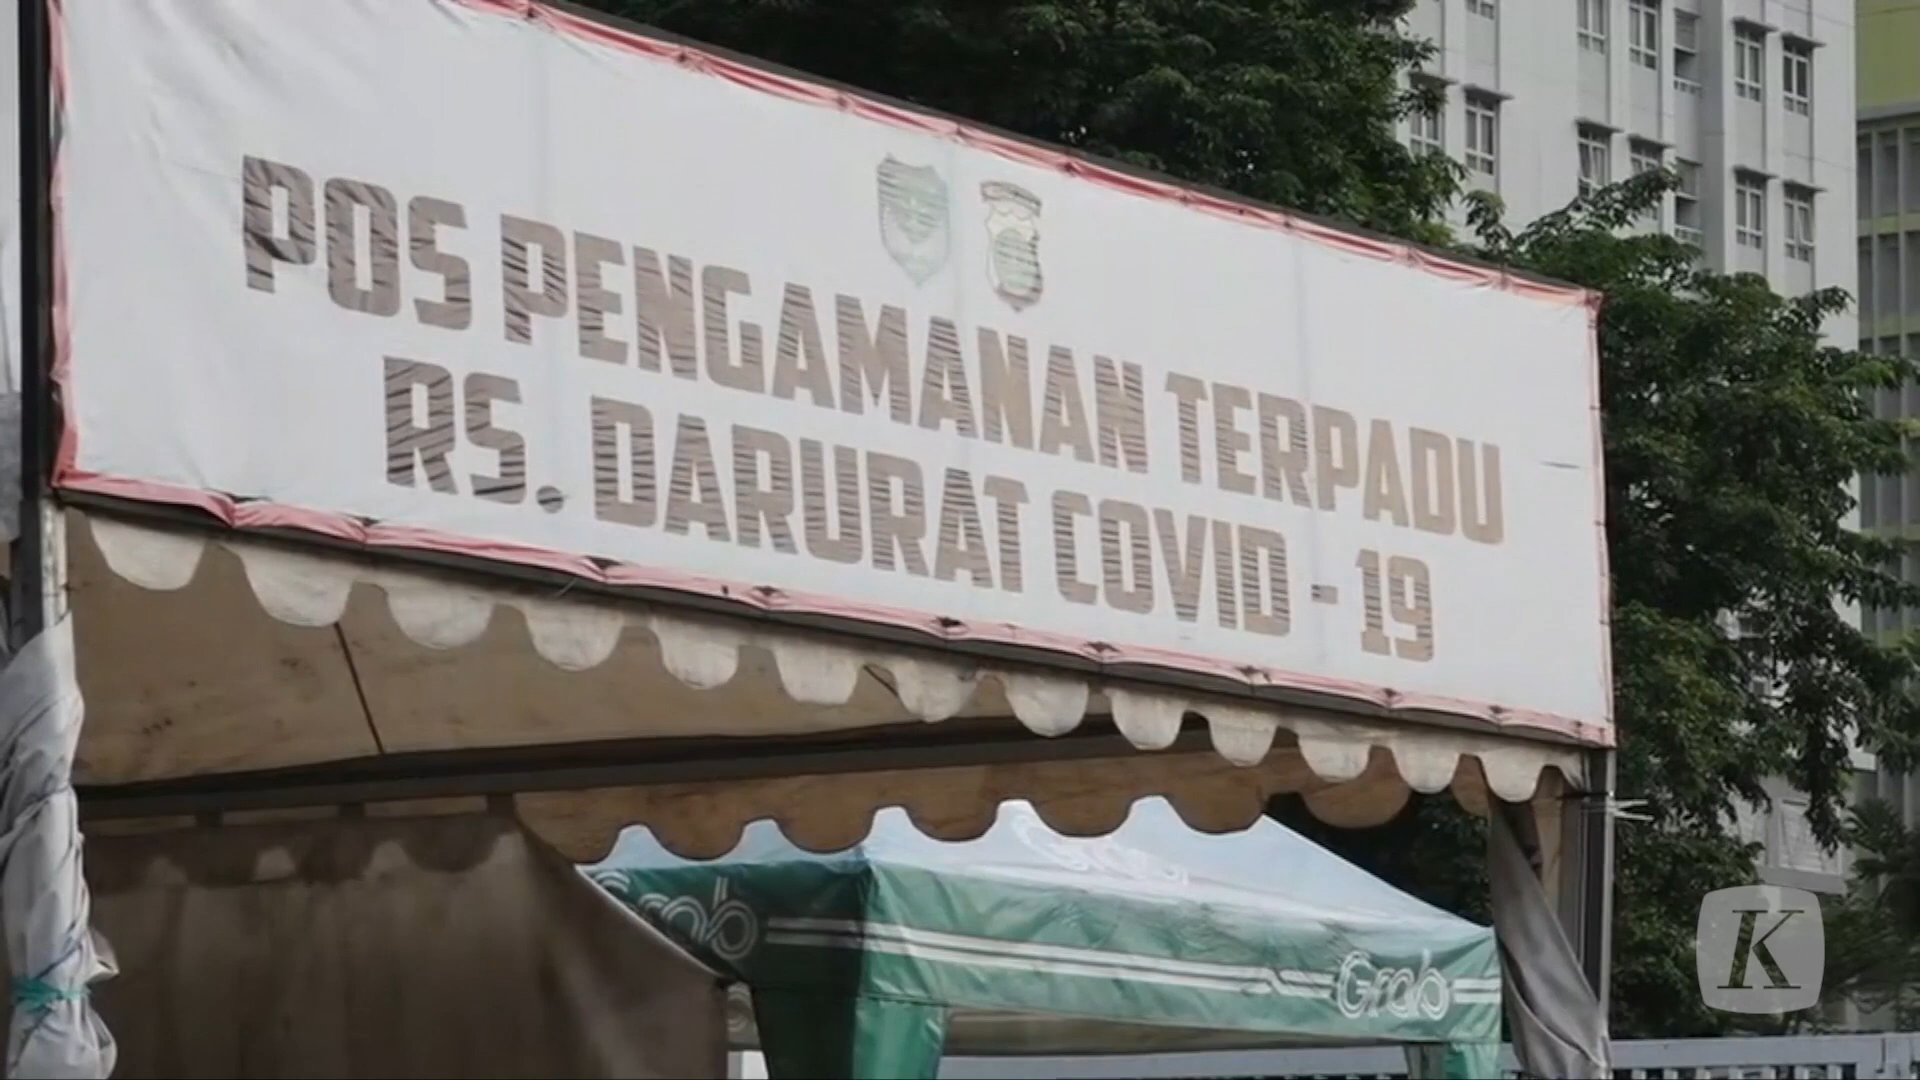 POS PENGAMANAN TERPADU
RS. DARURAT COVID - 19
Grab
Grab
K